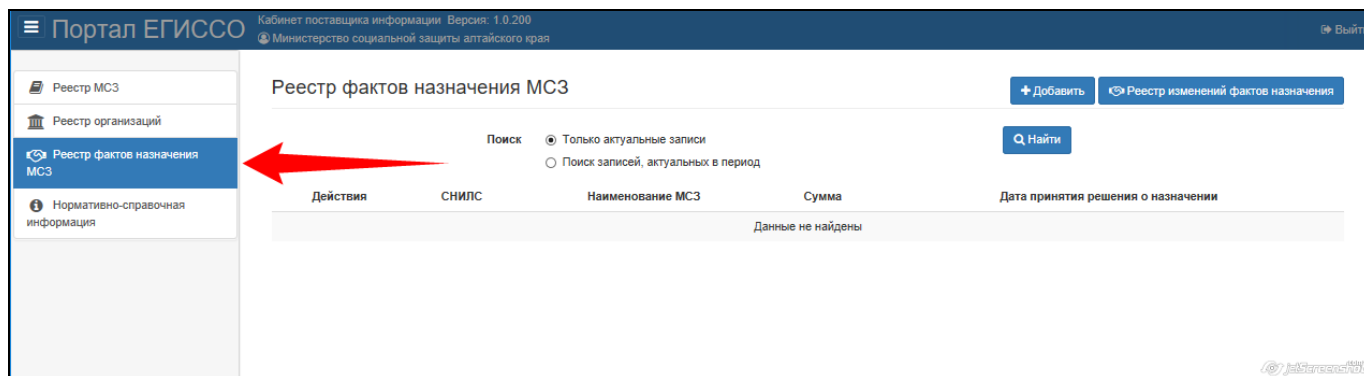 Портал ЕГИССО
Кабинет поставщика информации Версия: 1.0.200
Министерство социальной защиты алтайского края
Выйти
Реестр МСЗ
Реестр организаций
Реестр фактов назначения
МСЗ
Нормативно-справочная
информация
Реестр фактов назначения МСЗ
Добавить
Реестр изменений фактов назначения
Поиск
Только актуальные записи
Поиск записей, актуальных в период
Найти
Действия СНИЛС Наименование МСЗ Сумма Дата принятия решения о назначении
Данные не найдены